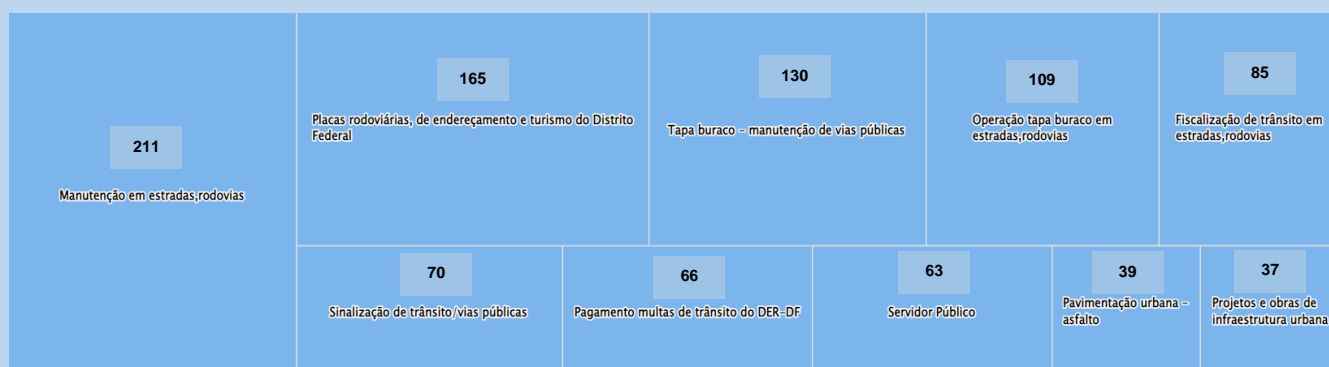 211
Manutenção em estradas,rodovias
165
Placas rodoviárias, de endereçamento e turismo do Distrito
Federal
130
Tapa buraco - manutenção de vias públicas
109
Operação tapa buraco em
estradas,rodovias
85
Fiscalização de trânsito em
estradas,rodovias
70
Sinalização de trânsito/vias públicas
66
Pagamento multas de trânsito do DER-DF
63
Servidor Público
39
Pavimentação urbana -
asfalto
37
Projetos e obras de
infraestrutura urbana